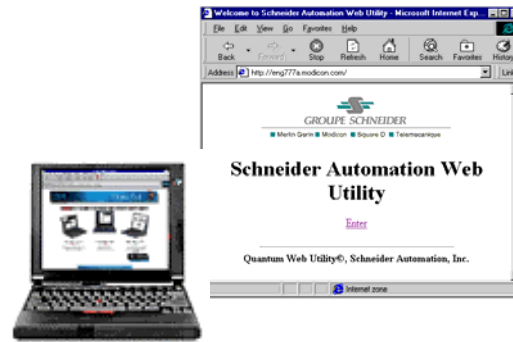 Welcome to Schneider Automation Web Utility - Microsoft Internet Exp...
File Edit View Go Favorites Help
Back Forward Stop Refresh Home Search Favorites History
Address http://eng777a.modicon.com/
GROUPE SCHNEIDER
Merlin Gerin Modicon Square D Telemecanique
Schneider Automation Web
Utility
Enter
Quantum Web Utility©, Schneider Automation, Inc.
Internet zone